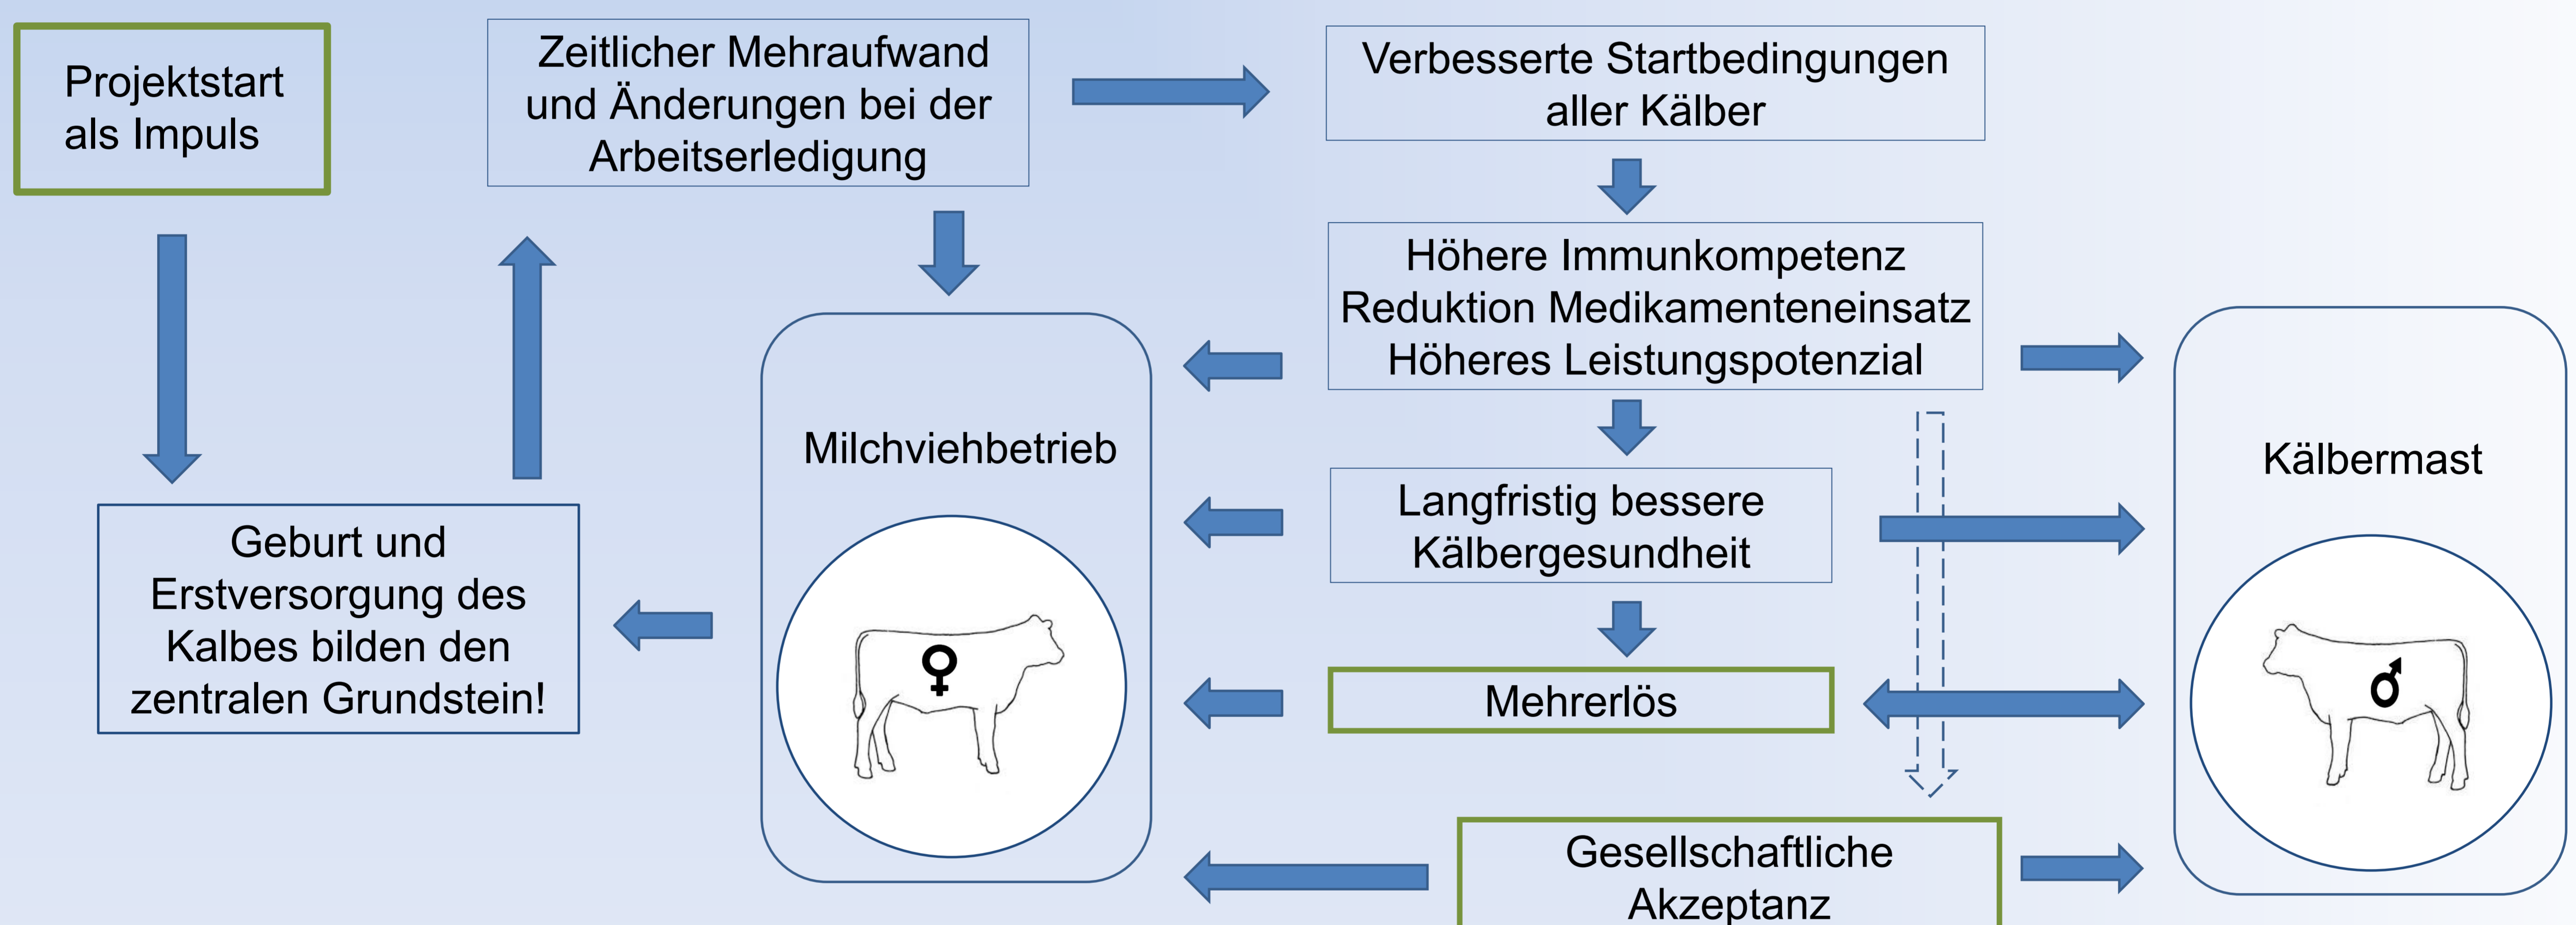 Projektstart
als Impuls
Zeitlicher Mehraufwand
und Änderungen bei der
Arbeitserledigung
Verbesserte Startbedingungen
aller Kälber
Höhere Immunkompetenz
Reduktion Medikamenteneinsatz
Höheres Leistungspotenzial
Milchviehbetrieb
Kälbermast
Langfristig bessere
Kälbergesundheit
Geburt und
Erstversorgung des
Kalbes bilden den
zentralen Grundstein!
Mehrerlös
Gesellschaftliche
Akzeptanz